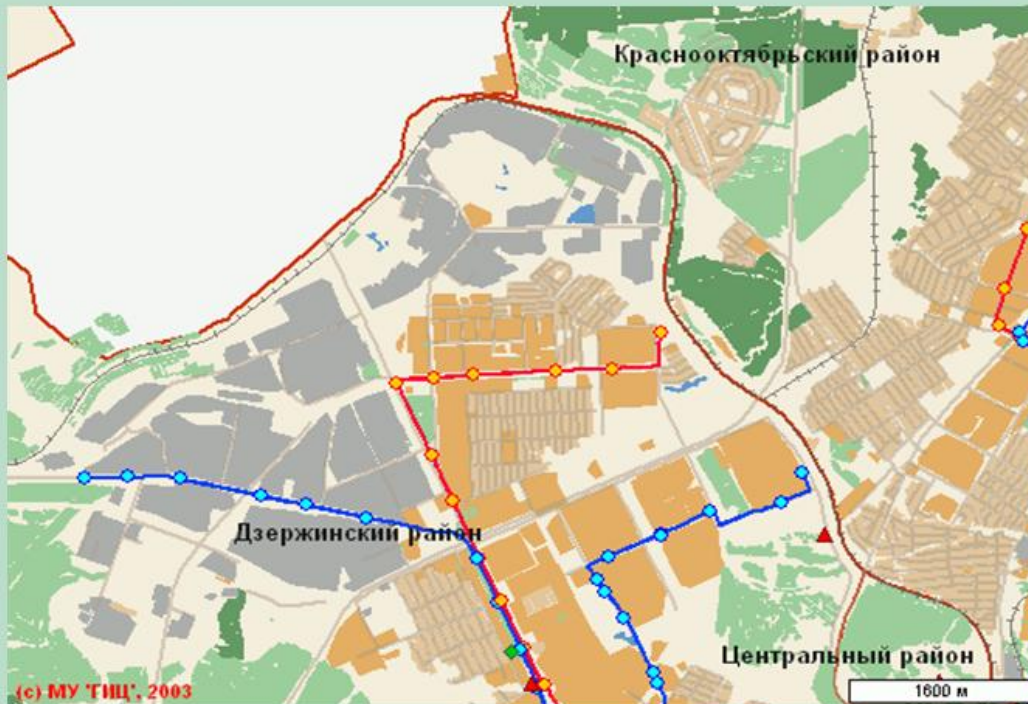 Краснооктябрьский район
Дзержинский район
Центральный район
(c) МУ "ГИЦ", 2003
1600 м